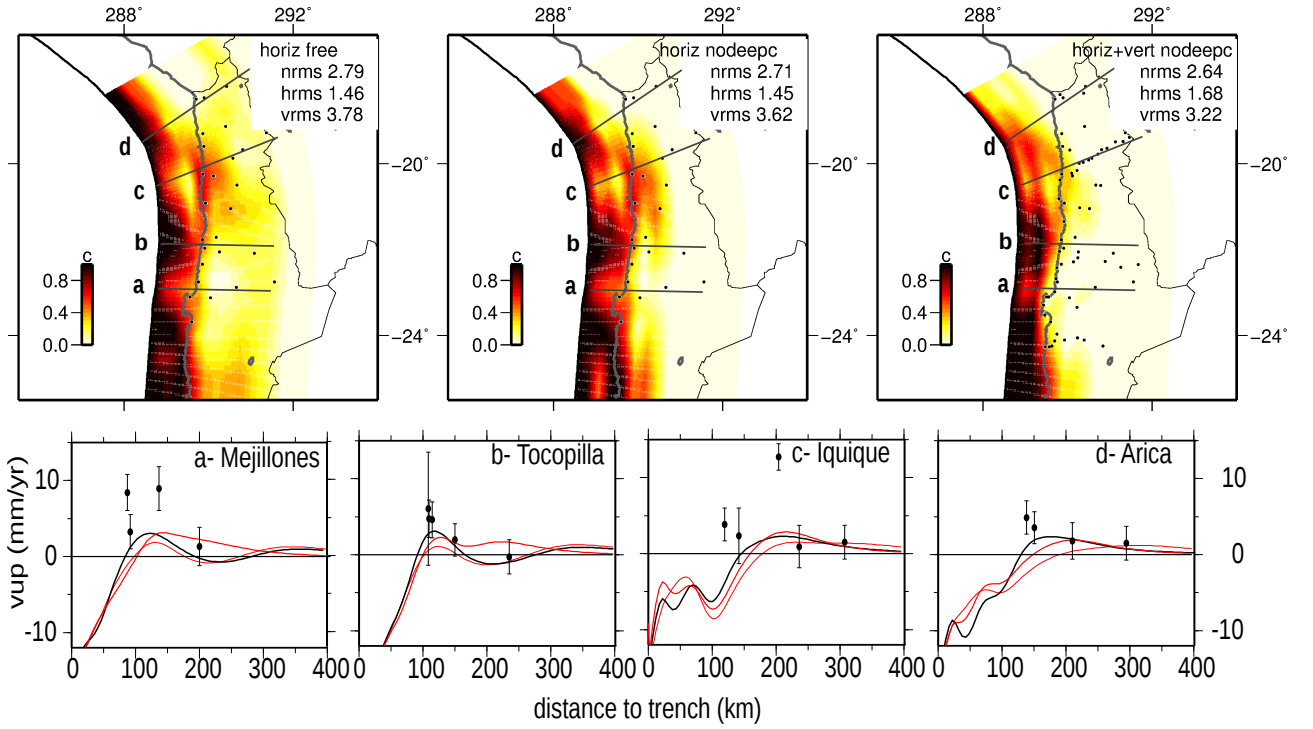 288° 292° 288° 292° 288° 292°
horiz free
nrms 2.79
hrms 1.46
vrms 3.78
horiz nodeepc
nrms 2.71
hrms 1.45
vrms 3.62
horiz+vert nodeepc
nrms 2.64
hrms 1.68
vrms 3.22
d
c
b
a
d
c
b
a
d
c
b
a
−20° −20° −20°
−24° −24° −24°
c
0.8
0.4
0.0
c
0.8
0.4
0.0
c
0.8
0.4
0.0
a- Mejillones
b- Tocopilla
c- Iquique
d- Arica
vup (mm/yr)
10
0
-10
10
0
-10
0 100 200 300 400
0 100 200 300 400
0 100 200 300 400
0 100 200 300 400
distance to trench (km)